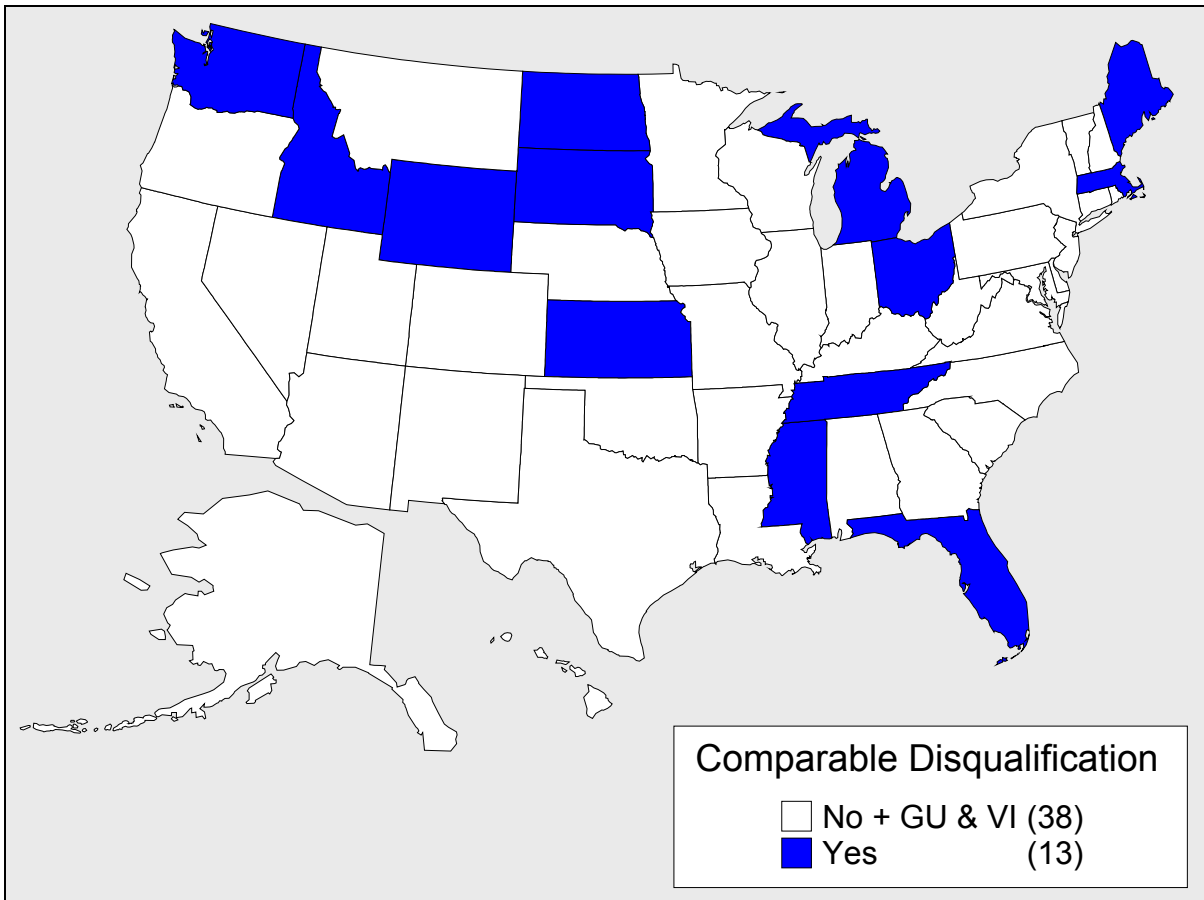 Comparable Disqualification
No + GU & VI (38)
Yes (13)